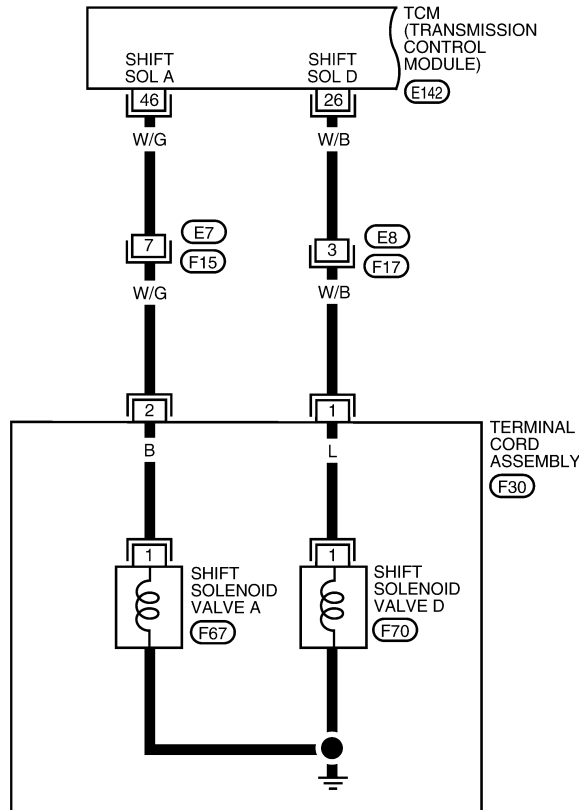 TCM
(TRANSMISSION
CONTROL
MODULE)
E142
SHIFT
SOL A
SHIFT
SOL D
46
26
W/G
W/B
7
E7
F15
3
E8
F17
W/G
W/B
2
1
TERMINAL
CORD
ASSEMBLY
F30
B
L
1
1
SHIFT
SOLENOID
VALVE A
F67
SHIFT
SOLENOID
VALVE D
F70